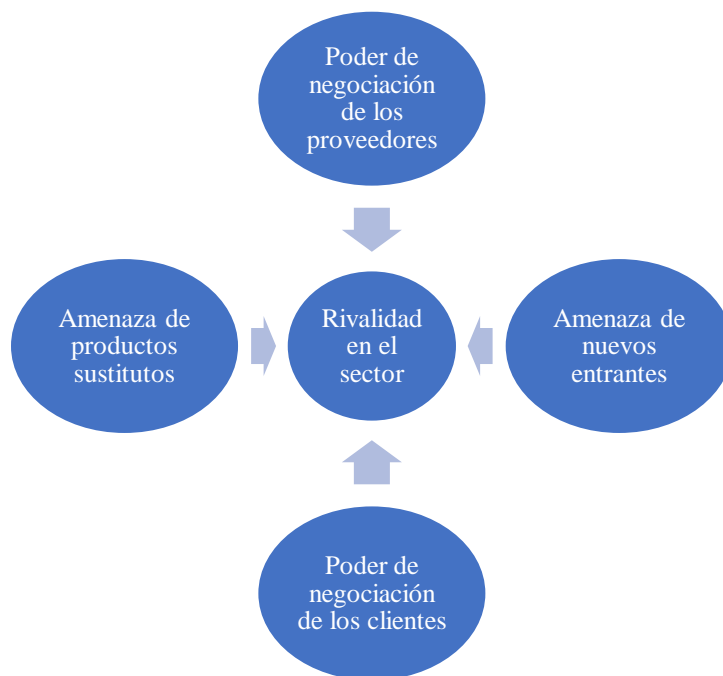 Poder de
negociación
de los
proveedores
Amenaza de
productos
sustitutos
Rivalidad
en el
sector
Amenaza de
nuevos
entrantes
Poder de
negociación
de los clientes